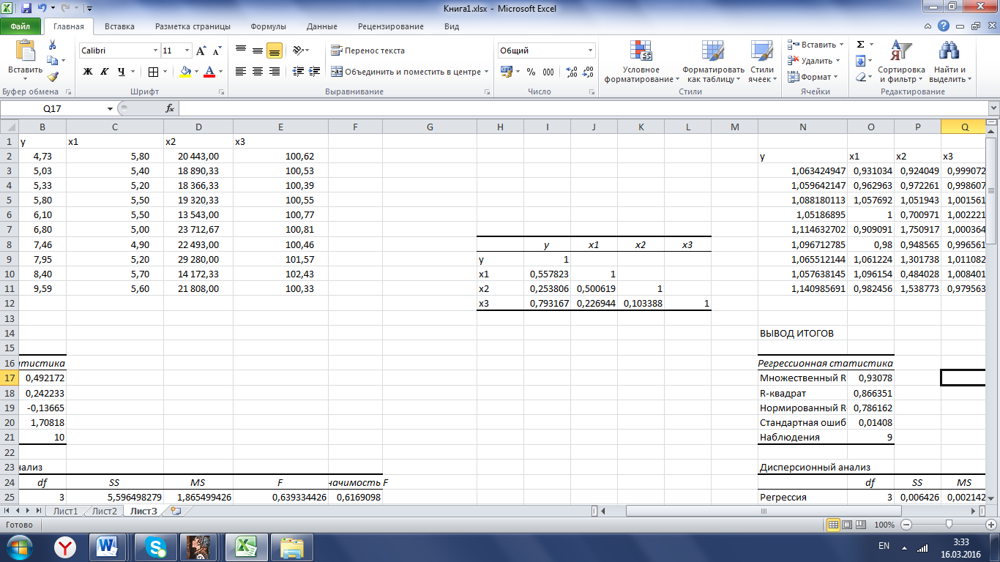 Книга1.xlsx - Microsoft Excel
Файл Главная Вставка Разметка страницы Формулы Данные Рецензирование Вид
Calibri 11 Перенос текста Общий Вставить Σ
Вставить Удалить Условное форматирование Форматировать как таблицу Стили ячеек Сортировка и фильтр Найти и выделить
Ж К Ч А Объединить и поместить в центре % 000 Формат
Буфер обмена Шрифт Выравнивание Число Стили Ячейки Редактирование
Q17 fx
B C D E F G H I J K L M N O P Q
1 y x1 x2 x3
2 4,73 5,80 20 443,00 100,62 y x1 x2 x3
3 5,03 5,40 18 890,33 100,53 1,063424947 0,931034 0,924049 0,999072
4 5,33 5,20 18 366,33 100,39 1,059642147 0,962963 0,972261 0,998607
5 5,80 5,50 19 320,33 100,55 1,088180113 1,057692 1,051943 1,001561
6 6,10 5,50 13 543,00 100,77 1,05186895 1 0,700971 1,002221
7 6,80 5,00 23 712,67 100,81 1,114632702 0,909091 1,750917 1,000364
8 7,46 4,90 22 493,00 100,46 y x1 x2 x3 1,096712785 0,98 0,948565 0,996561
9 7,95 5,20 29 280,00 101,57 y 1 1,065512144 1,061224 1,301738 1,011082
10 8,40 5,70 14 172,33 102,43 x1 0,557823 1 1,057638145 1,096154 0,484028 1,008401
11 9,59 5,60 21 808,00 100,33 x2 0,253806 0,500619 1 1,140985691 0,982456 1,538773 0,979563
12 x3 0,793167 0,226944 0,103388 1
13
14 ВЫВОД ИТОГОВ
15
16 тистика Регрессионная статистика
17 0,492172 Множественный R 0,93078
18 0,242233 R-квадрат 0,866351
19 -0,13665 Нормированный R- 0,786162
20 1,70818 Стандартная ошиб 0,01408
21 10 Наблюдения 9
22
23 нализ Дисперсионный анализ
24 df SS MS F начимость F df SS MS
25 3 5,596498279 1,865499426 0,639334426 0,6169098 Регрессия 3 0,006426 0,002142
Лист1 Лист2 Лист3
Готово 100%
EN 3:33
16.03.2016